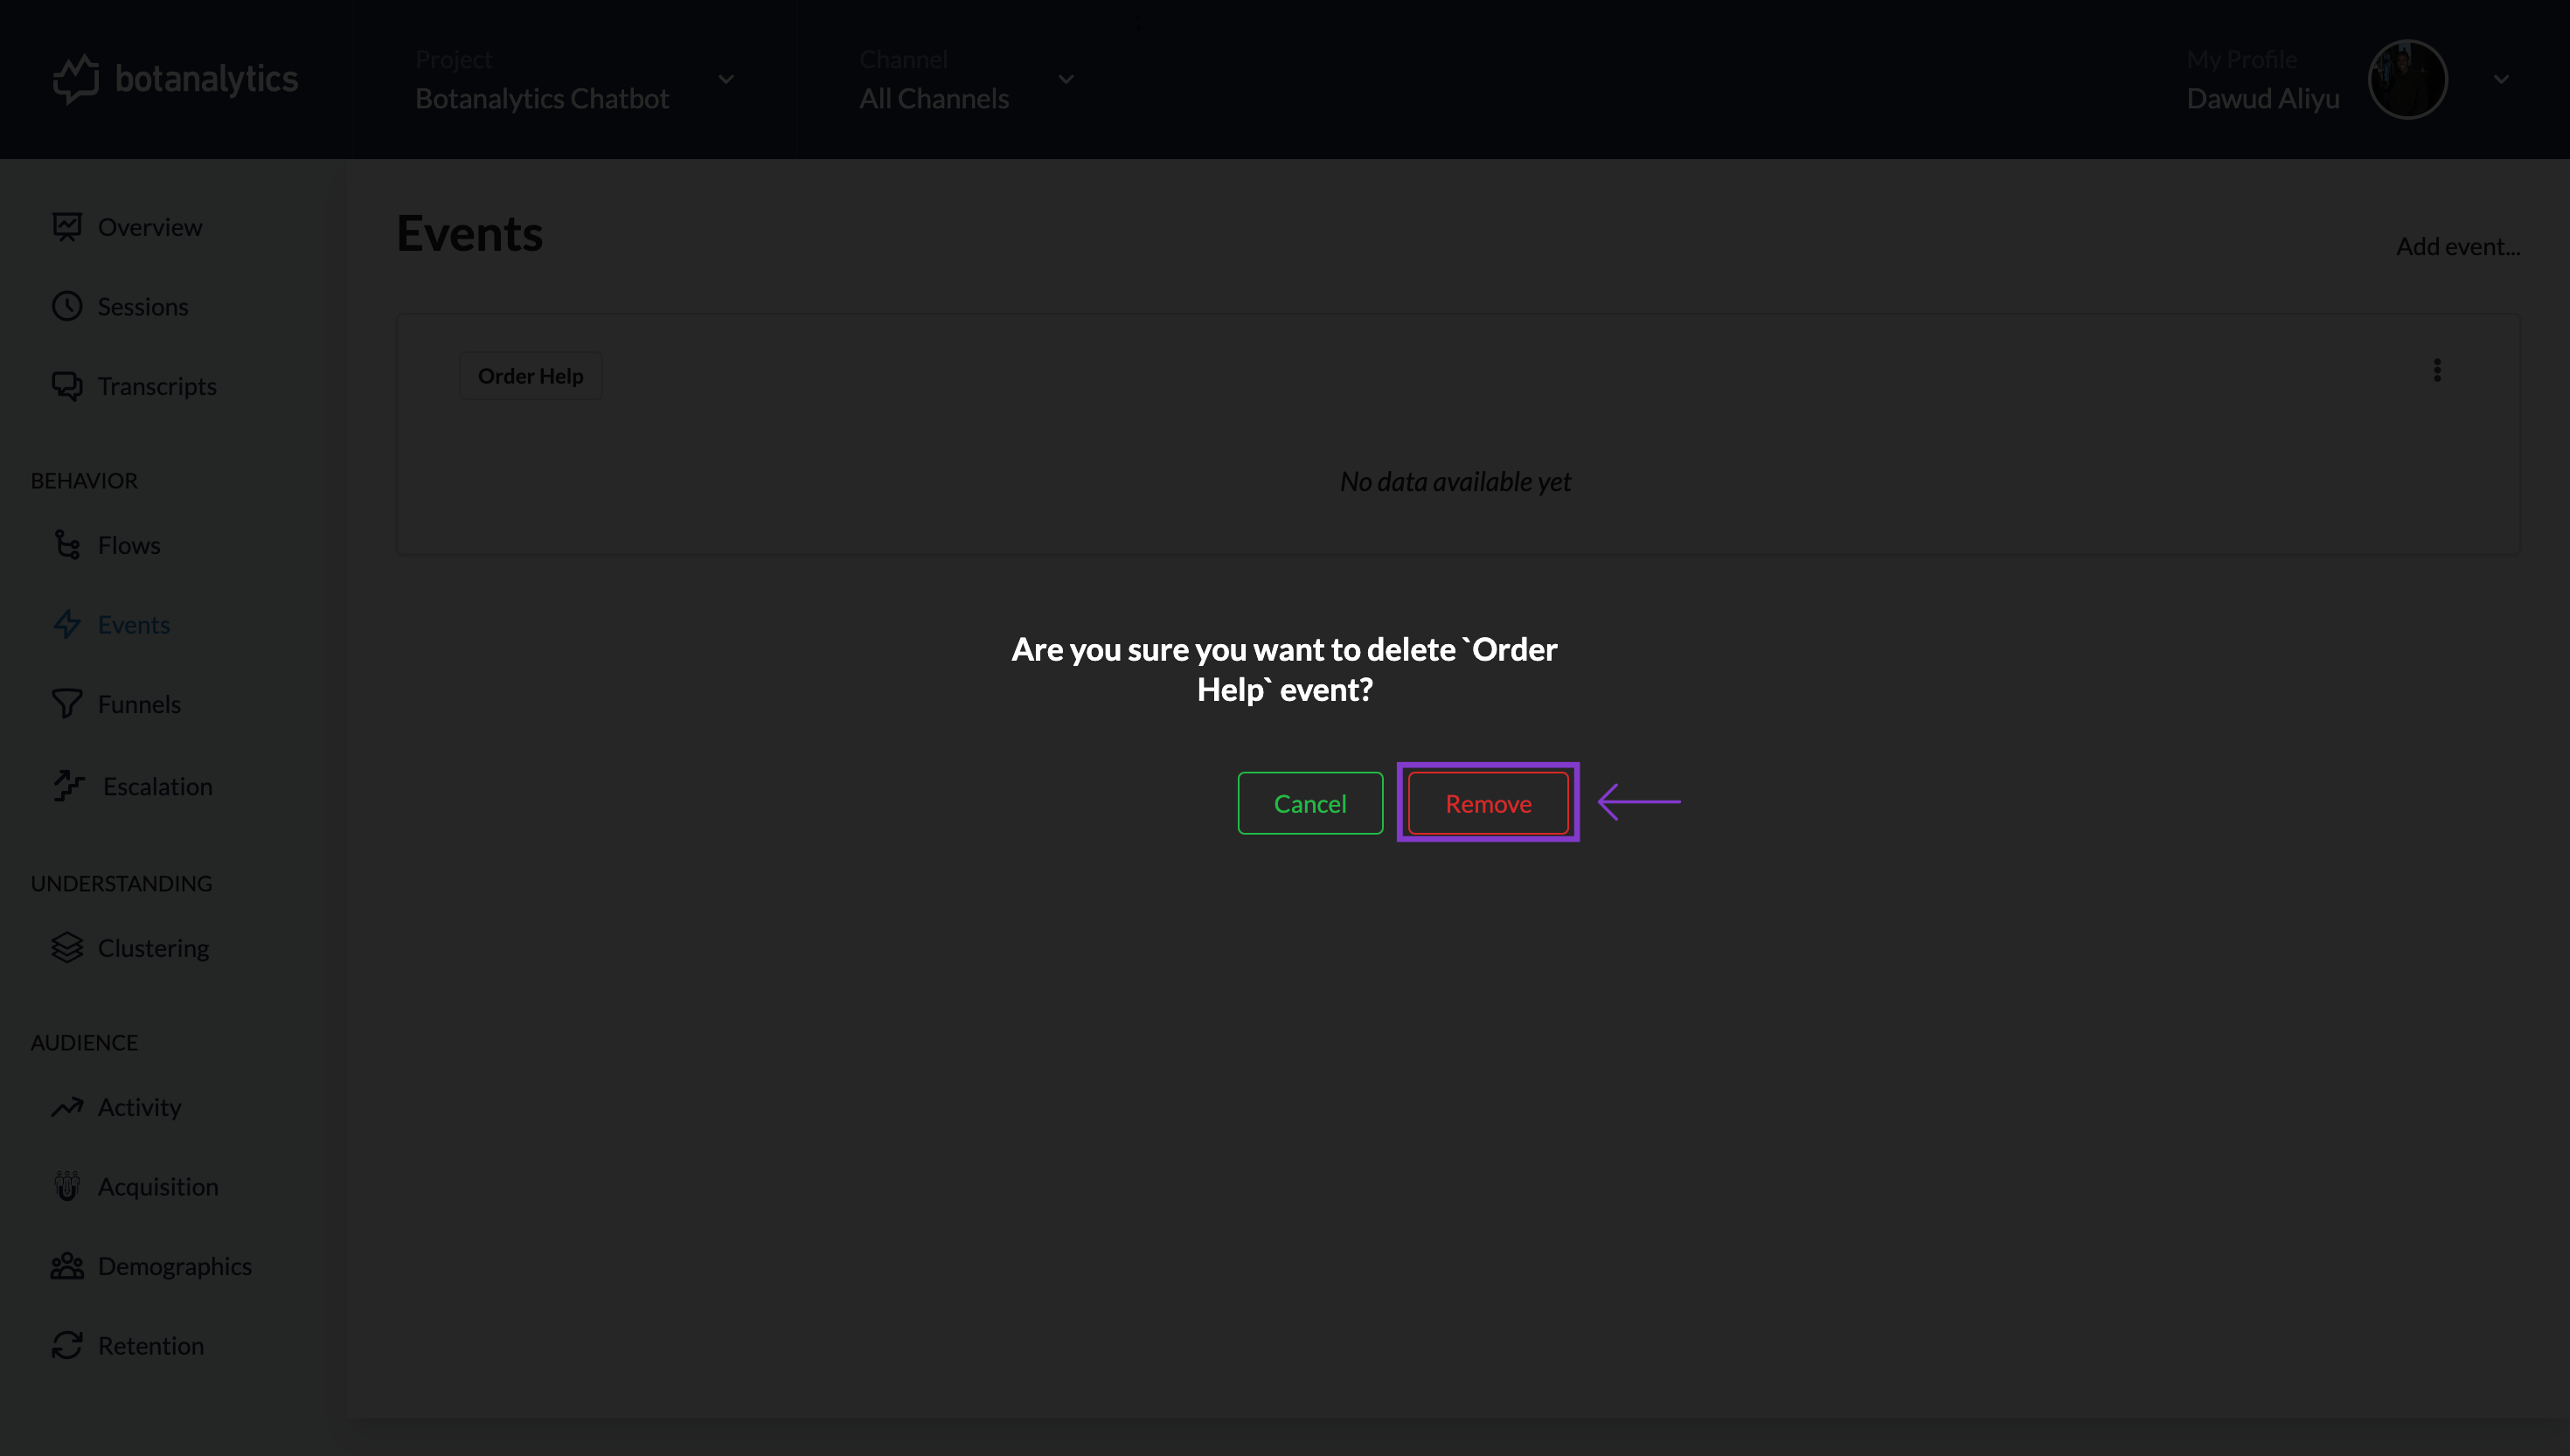 botanalytics
Project
Botanalytics Chatbot
Channel
All Channels
My Profile
Dawud Aliyu
Overview
Sessions
Transcripts
BEHAVIOR
Flows
Events
Funnels
Escalation
UNDERSTANDING
Clustering
AUDIENCE
Activity
Acquisition
Demographics
Retention
Events
Add event...
Order Help
No data available yet
Are you sure you want to delete `Order
Help` event?
Cancel
Remove